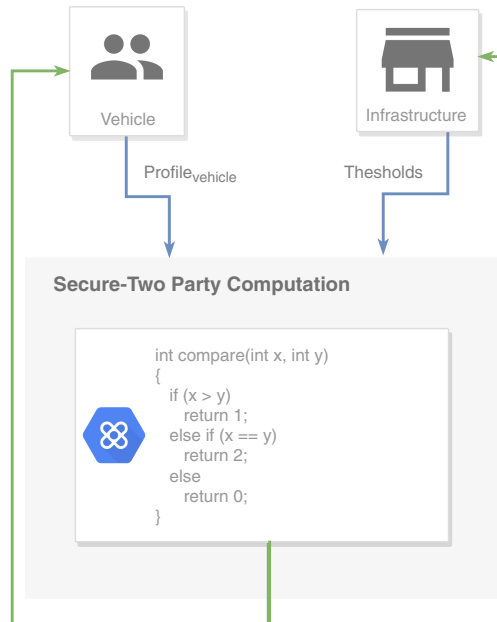 Vehicle
Infrastructure
Profilevehicle
Thesholds
Secure-Two Party Computation
int compare(int x, int y)
{
if (x > y)
return 1;
else if (x == y)
return 2;
else
return 0;
}